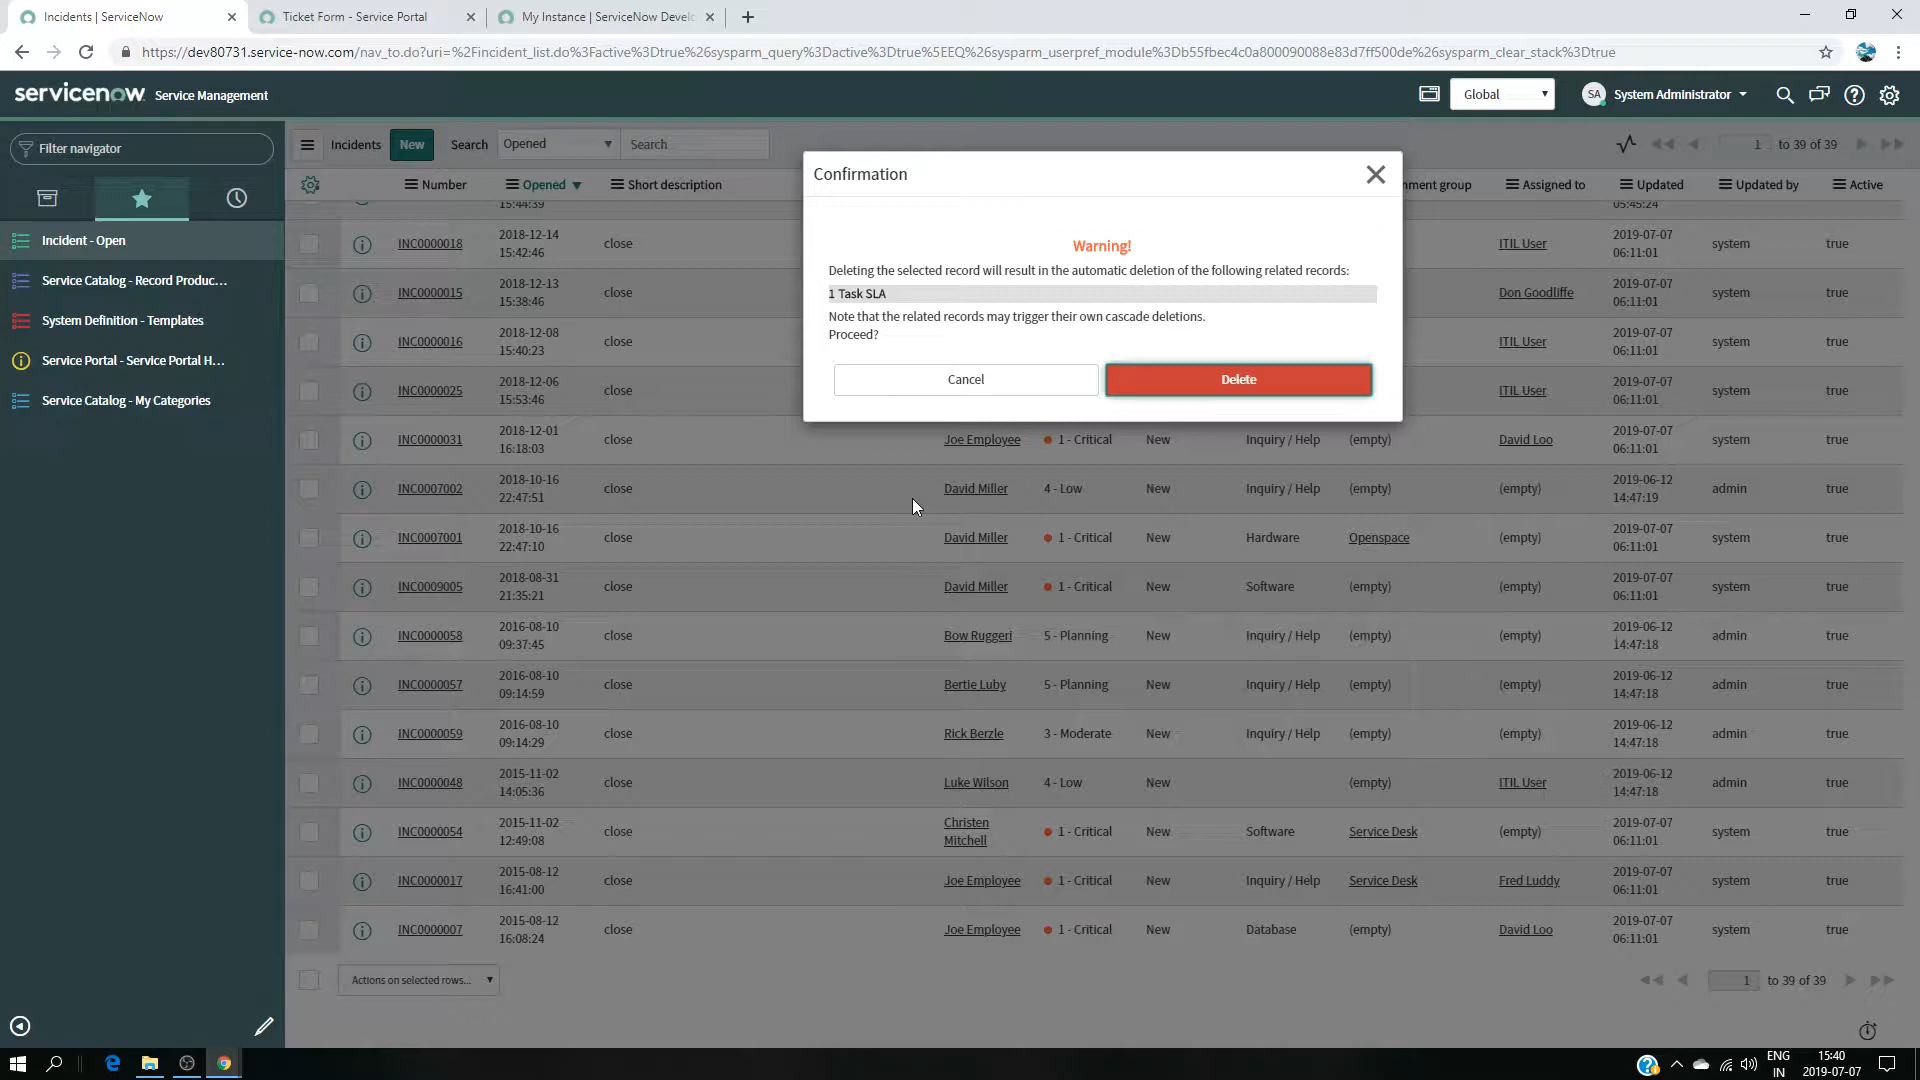 Incidents | ServiceNow
Ticket Form - Service Portal
My Instance | ServiceNow Develo
https://dev80731.service-now.com/nav_to.do?uri=%2Fincident_list.do%3Factive%3Dtrue%26sysparm_query%3Dactive%3Dtrue%5EEQ%26sysparm_userpref_module%3Db55fbec4c0a800090088e83d7ff500de%26sysparm_clear_stack%3Dtrue
servicenow Service Management
Global
SA System Administrator
Filter navigator
Incident - Open
Service Catalog - Record Produc...
System Definition - Templates
Service Portal - Service Portal H...
Service Catalog - My Categories
Incidents New Search Opened Search
1 to 39 of 39
Number Opened Short description nment group Assigned to Updated Updated by Active
15:44:39 05:45:24
INC0000018 2018-12-14 15:42:46 close ITIL User 2019-07-07 06:11:01 system true
INC0000015 2018-12-13 15:38:46 close Don Goodliffe 2019-07-07 06:11:01 system true
INC0000016 2018-12-08 15:40:23 close ITIL User 2019-07-07 06:11:01 system true
INC0000025 2018-12-06 15:53:46 close ITIL User 2019-07-07 06:11:01 system true
INC0000031 2018-12-01 16:18:03 close Joe Employee 1 - Critical New Inquiry / Help (empty) David Loo 2019-07-07 06:11:01 system true
INC0007002 2018-10-16 22:47:51 close David Miller 4 - Low New Inquiry / Help (empty) (empty) 2019-06-12 14:47:19 admin true
INC0007001 2018-10-16 22:47:10 close David Miller 1 - Critical New Hardware Openspace (empty) 2019-07-07 06:11:01 system true
INC0009005 2018-08-31 21:35:21 close David Miller 1 - Critical New Software (empty) (empty) 2019-07-07 06:11:01 system true
INC0000058 2016-08-10 09:37:45 close Bow Ruggeri 5 - Planning New Inquiry / Help (empty) (empty) 2019-06-12 14:47:18 admin true
INC0000057 2016-08-10 09:14:59 close Bertie Luby 5 - Planning New Inquiry / Help (empty) (empty) 2019-06-12 14:47:18 admin true
INC0000059 2016-08-10 09:14:29 close Rick Berzle 3 - Moderate New Inquiry / Help (empty) (empty) 2019-06-12 14:47:18 admin true
INC0000048 2015-11-02 14:05:36 close Luke Wilson 4 - Low New (empty) ITIL User 2019-06-12 14:47:18 admin true
INC0000054 2015-11-02 12:49:08 close Christen Mitchell 1 - Critical New Software Service Desk (empty) 2019-07-07 06:11:01 system true
INC0000017 2015-08-12 16:41:00 close Joe Employee 1 - Critical New Inquiry / Help Service Desk Fred Luddy 2019-07-07 06:11:01 system true
INC0000007 2015-08-12 16:08:24 close Joe Employee 1 - Critical New Database (empty) David Loo 2019-07-07 06:11:01 system true
Actions on selected rows...
1 to 39 of 39
Confirmation
Warning!
Deleting the selected record will result in the automatic deletion of the following related records:
1 Task SLA
Note that the related records may trigger their own cascade deletions.
Proceed?
Cancel
Delete
ENG
IN
15:40
2019-07-07